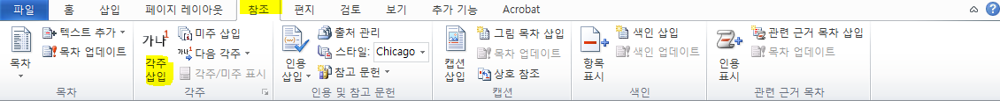 파일 홈 삽입 페이지 레이아웃 참조 편지 검토 보기 추가 기능 Acrobat
목차
텍스트 추가
목차 업데이트
목차
가나1
각주 삽입
미주 삽입
다음 각주
각주/미주 표시
각주
인용 삽입
출처 관리
스타일: Chicago
참고 문헌
인용 및 참고 문헌
캡션 삽입
그림 목차 삽입
목차 업데이트
상호 참조
캡션
항목 표시
색인 삽입
색인 업데이트
색인
인용 표시
관련 근거 목차 삽입
목차 업데이트
관련 근거 목차